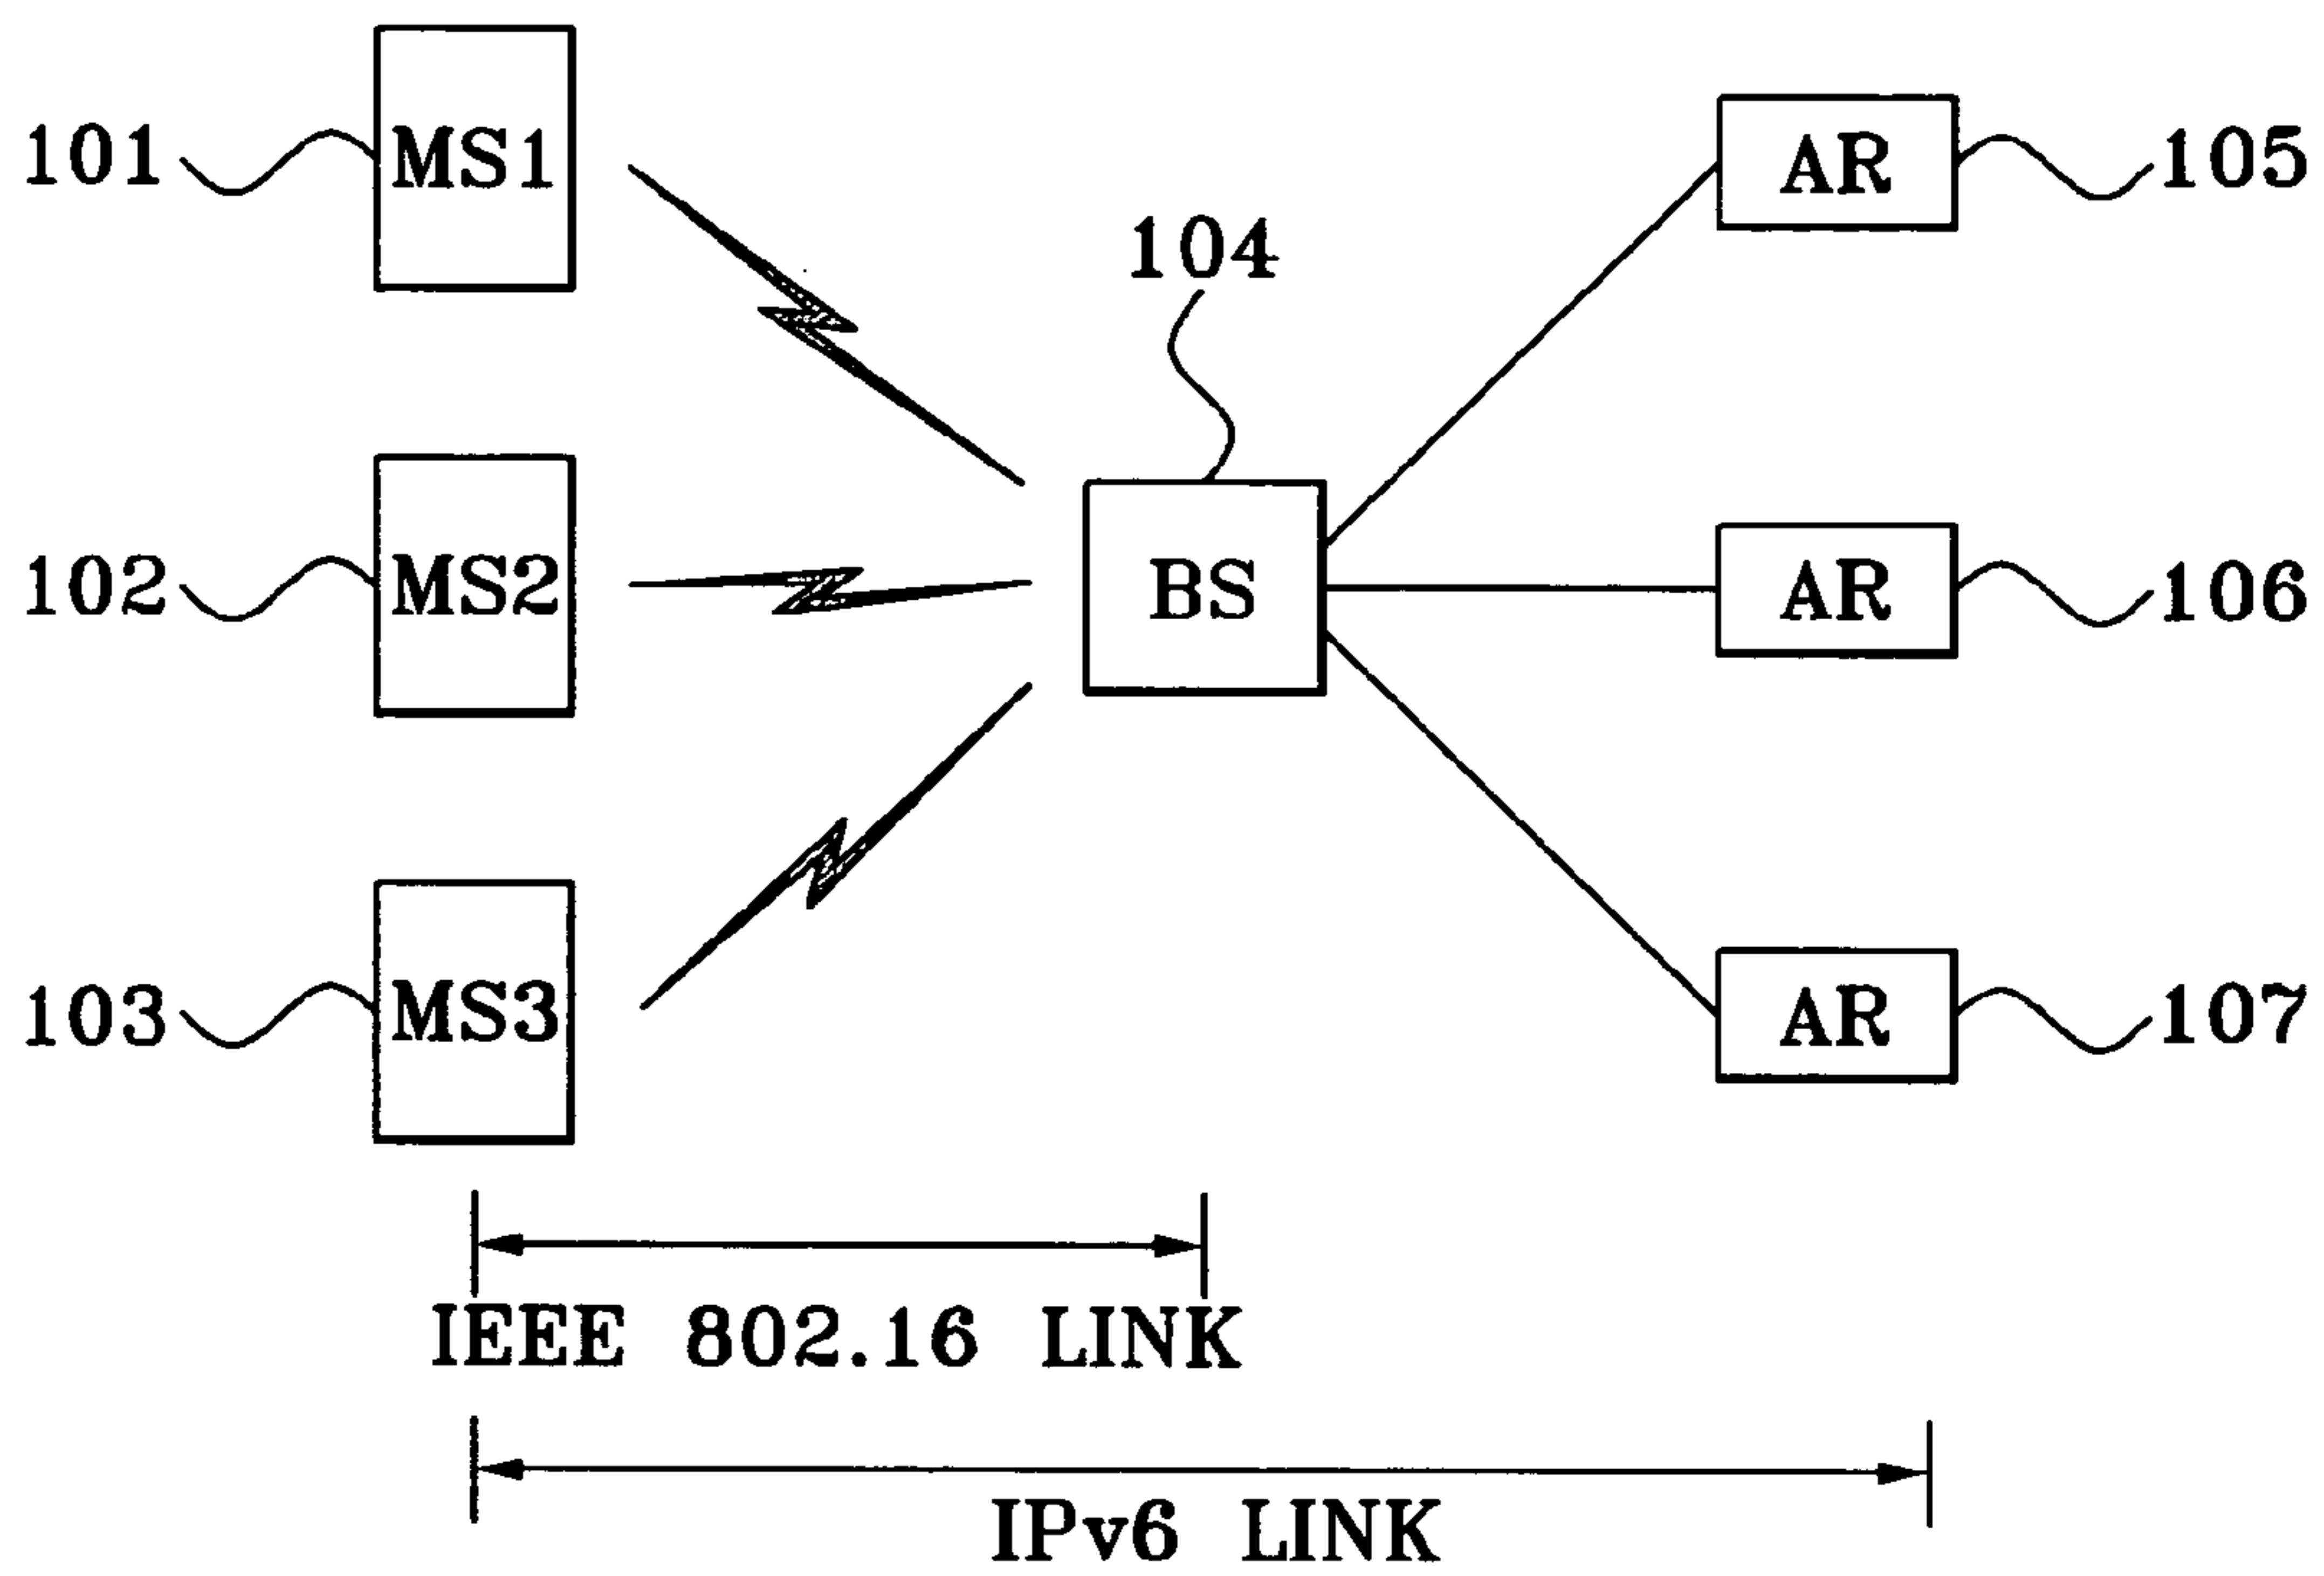 101 MS1 AR 105
104
102 MS2 BS AR 106
103 MS3 AR 107
IEEE 802.16 LINK
IPv6 LINK